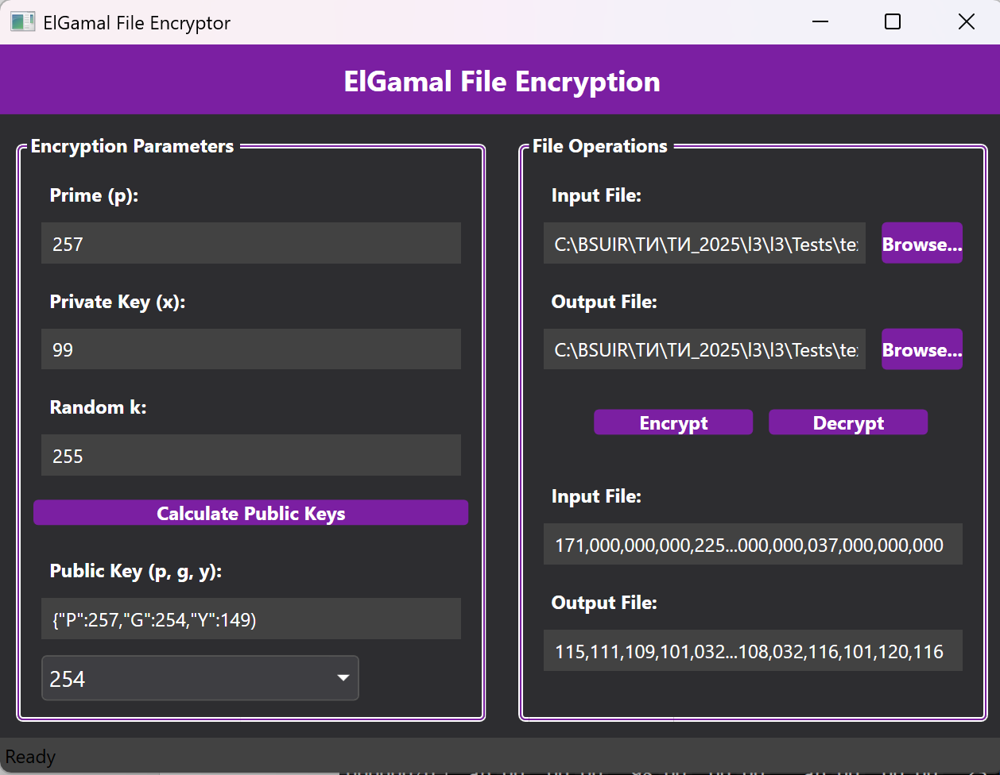 ElGamal File Encryptor
ElGamal File Encryption
Encryption Parameters
Prime (p):
257
Private Key (x):
99
Random k:
255
Calculate Public Keys
Public Key (p, g, y):
{"P":257,"G":254,"Y":149)
254
File Operations
Input File:
C:\BSUIR\ТИ\ТИ_2025\l3\l3\Tests\te
Browse...
Output File:
C:\BSUIR\ТИ\ТИ_2025\l3\l3\Tests\te
Browse...
Encrypt
Decrypt
Input File:
171,000,000,000,225...000,000,037,000,000,000
Output File:
115,111,109,101,032...108,032,116,101,120,116
Ready